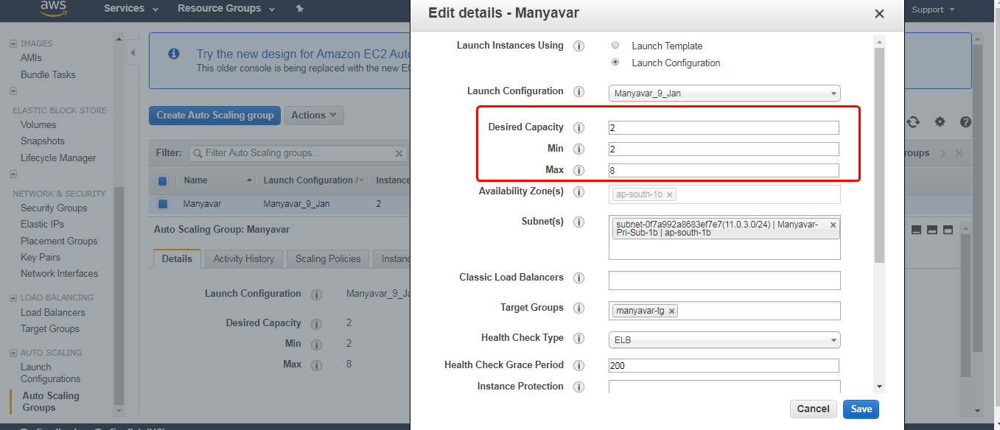 aws
Services
Resource Groups
Support
IMAGES
AMIs
Bundle Tasks
ELASTIC BLOCK STORE
Volumes
Snapshots
Lifecycle Manager
NETWORK & SECURITY
Security Groups
Elastic IPs
Placement Groups
Key Pairs
Network Interfaces
LOAD BALANCING
Load Balancers
Target Groups
AUTO SCALING
Launch
Configurations
Auto Scaling
Groups
Try the new design for Amazon EC2 Aut
This older console is being replaced with the new EC
Create Auto Scaling group
Actions
Filter:
Filter Auto Scaling groups...
roups
Name
Launch Configuration /
Instance
Manyavar
Manyavar_9_Jan
2
Auto Scaling Group: Manyavar
Details
Activity History
Scaling Policies
Instanc
Launch Configuration
Manyavar_9_Ja
Desired Capacity
2
Min
2
Max
8
Edit details - Manyavar
Launch Instances Using
Launch Template
Launch Configuration
Launch Configuration
Manyavar_9_Jan
Desired Capacity
2
Min
2
Max
8
Availability Zone(s)
ap-south-1b
Subnet(s)
subnet-0f7a992a8683ef7e7(11.0.3.0/24) | Manyavar-
Pri-Sub-1b | ap-south-1b
Classic Load Balancers
Target Groups
manyavar-tg
Health Check Type
ELB
Health Check Grace Period
200
Instance Protection
Cancel
Save